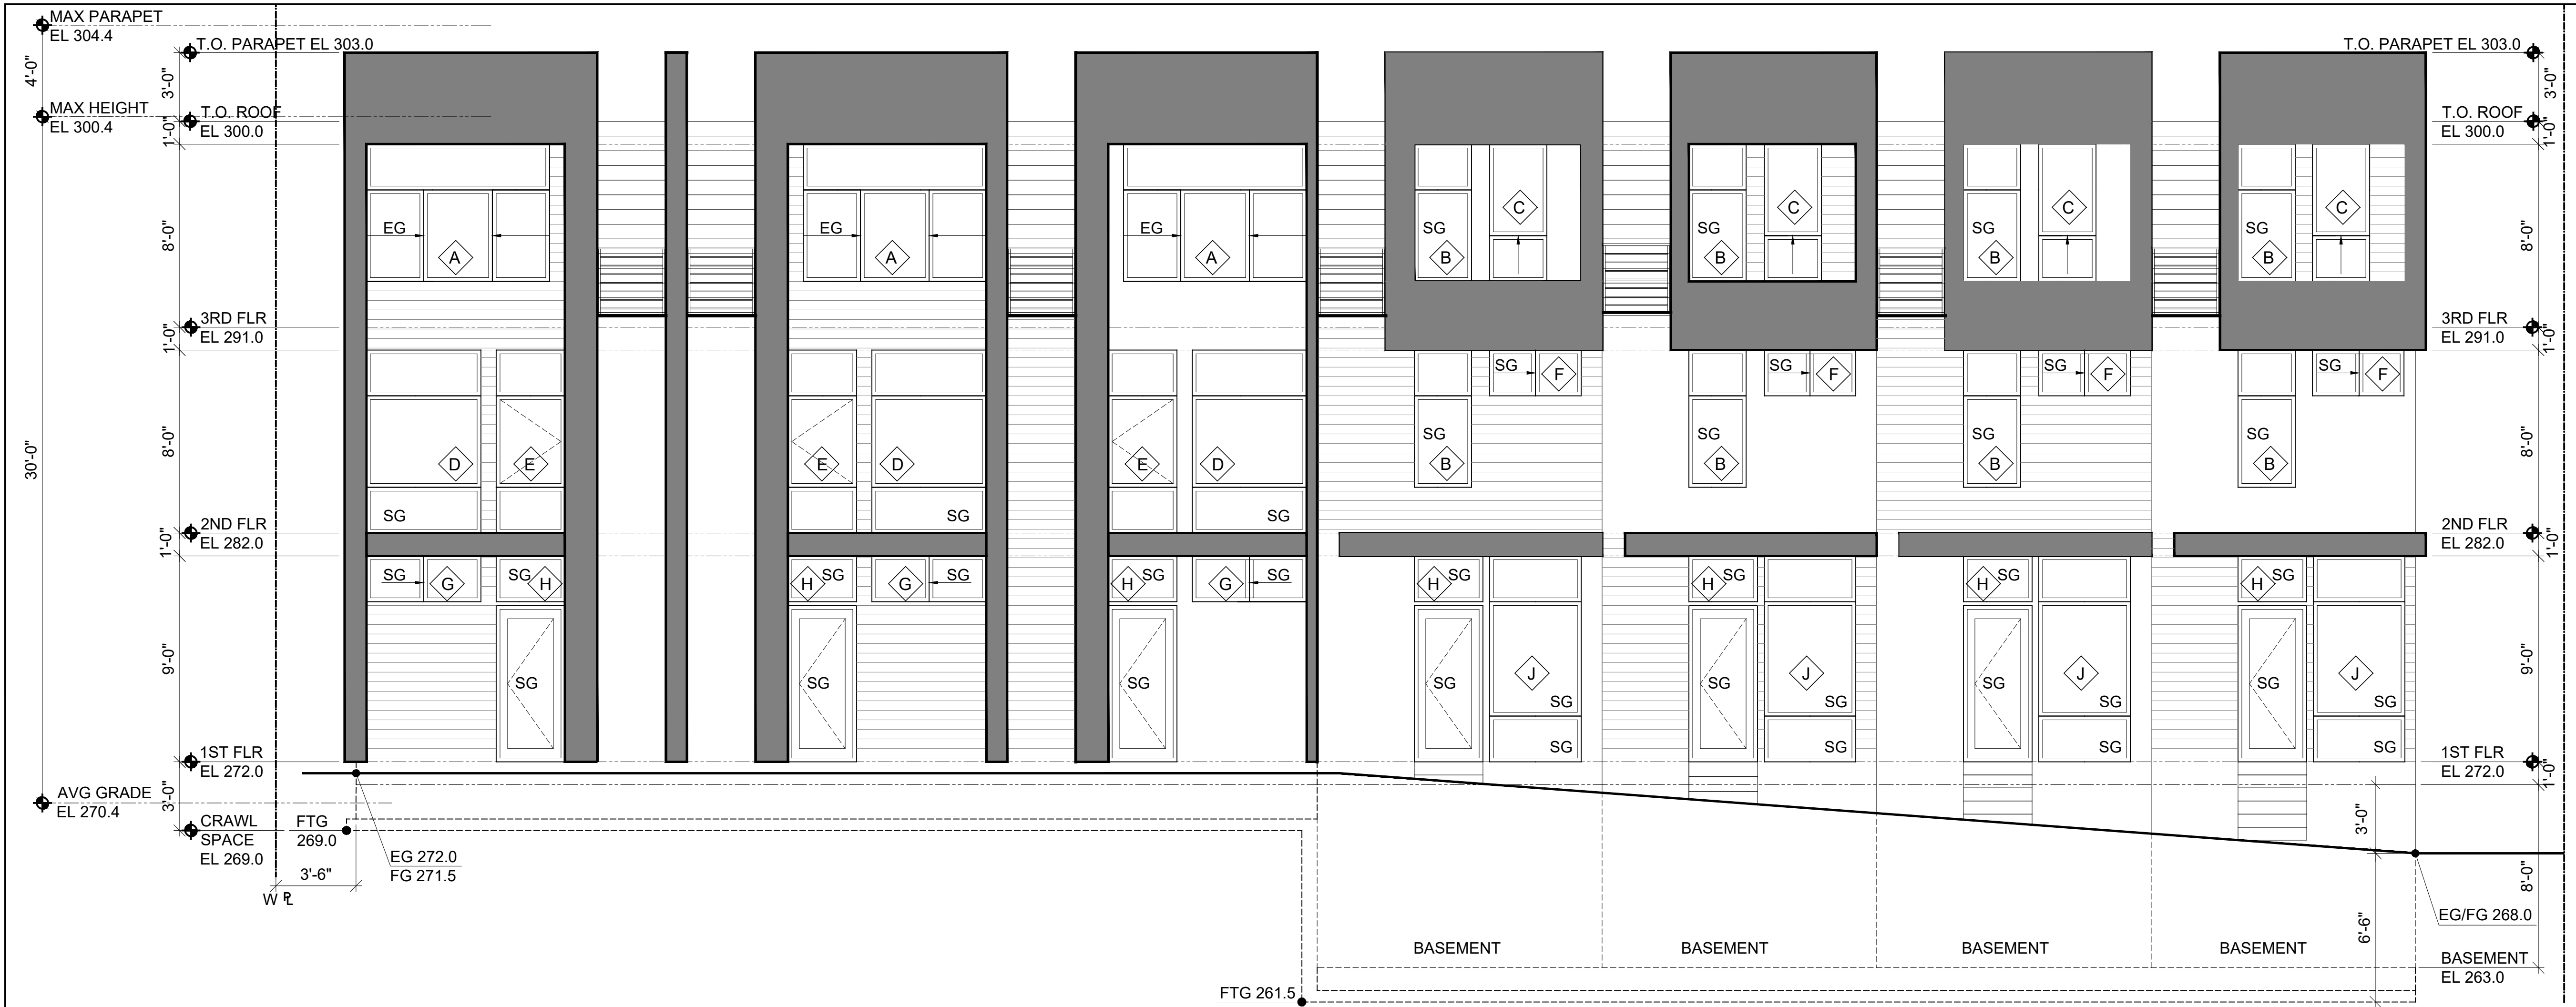 MAX PARAPET
EL 304.4
T.O. PARAPET EL 303.0
T.O. PARAPET EL 303.0
4'-0"
3'-0"
3'-0"
MAX HEIGHT
EL 300.4
T.O. ROOF
EL 300.0
T.O. ROOF
EL 300.0
1'-0"
1'-0"
EG
A
EG
A
EG
A
SG
B
C
SG
B
C
SG
B
C
SG
B
C
8'-0"
8'-0"
3RD FLR
EL 291.0
3RD FLR
EL 291.0
1'-0"
1'-0"
SG
F
SG
F
SG
F
SG
F
30'-0"
8'-0"
8'-0"
D
E
SG
E
D
SG
E
D
SG
SG
B
SG
B
SG
B
SG
B
2ND FLR
EL 282.0
2ND FLR
EL 282.0
1'-0"
1'-0"
SG
G
SG
H
H
SG
G
SG
H
SG
G
SG
H
SG
H
SG
H
SG
H
SG
9'-0"
9'-0"
SG
SG
SG
SG
J
SG
SG
SG
J
SG
SG
SG
J
SG
SG
SG
J
SG
SG
1ST FLR
EL 272.0
1ST FLR
EL 272.0
1'-0"
3'-0"
AVG GRADE
EL 270.4
CRAWL
SPACE
EL 269.0
FTG
269.0
3'-0"
EG 272.0
FG 271.5
3'-6"
W PL
8'-0"
EG/FG 268.0
6'-6"
BASEMENT
BASEMENT
BASEMENT
BASEMENT
BASEMENT
EL 263.0
FTG 261.5